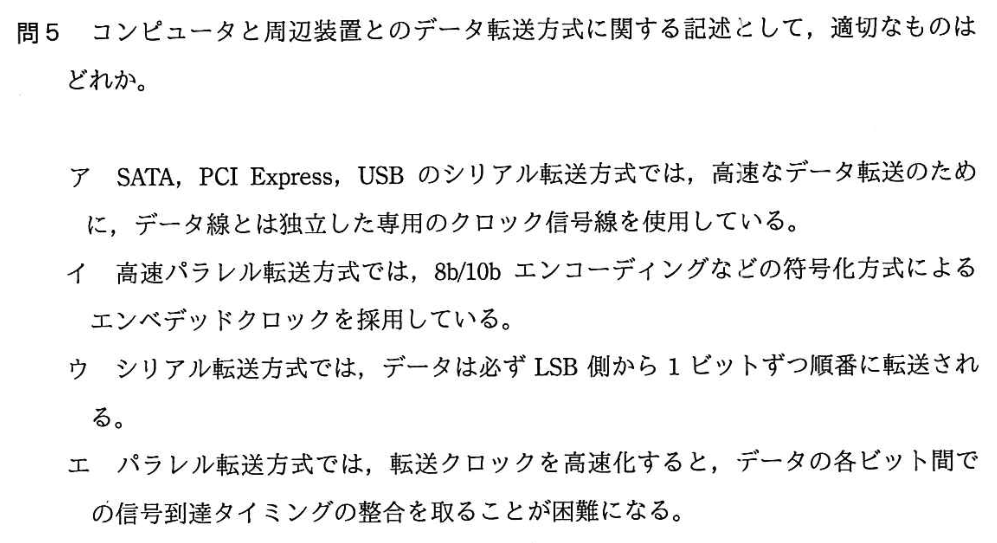 問5　コンピュータと周辺装置とのデータ転送方式に関する記述として，適切なものは
どれか。
ア　SATA，PCI Express，USB のシリアル転送方式では，高速なデータ転送のため
に，データ線とは独立した専用のクロック信号線を使用している。
イ　高速パラレル転送方式では，8b/10b エンコーディングなどの符号化方式による
エンベデッドクロックを採用している。
ウ　シリアル転送方式では，データは必ず LSB 側から 1 ビットずつ順番に転送され
る。
エ　パラレル転送方式では，転送クロックを高速化すると，データの各ビット間で
の信号到達タイミングの整合を取ることが困難になる。